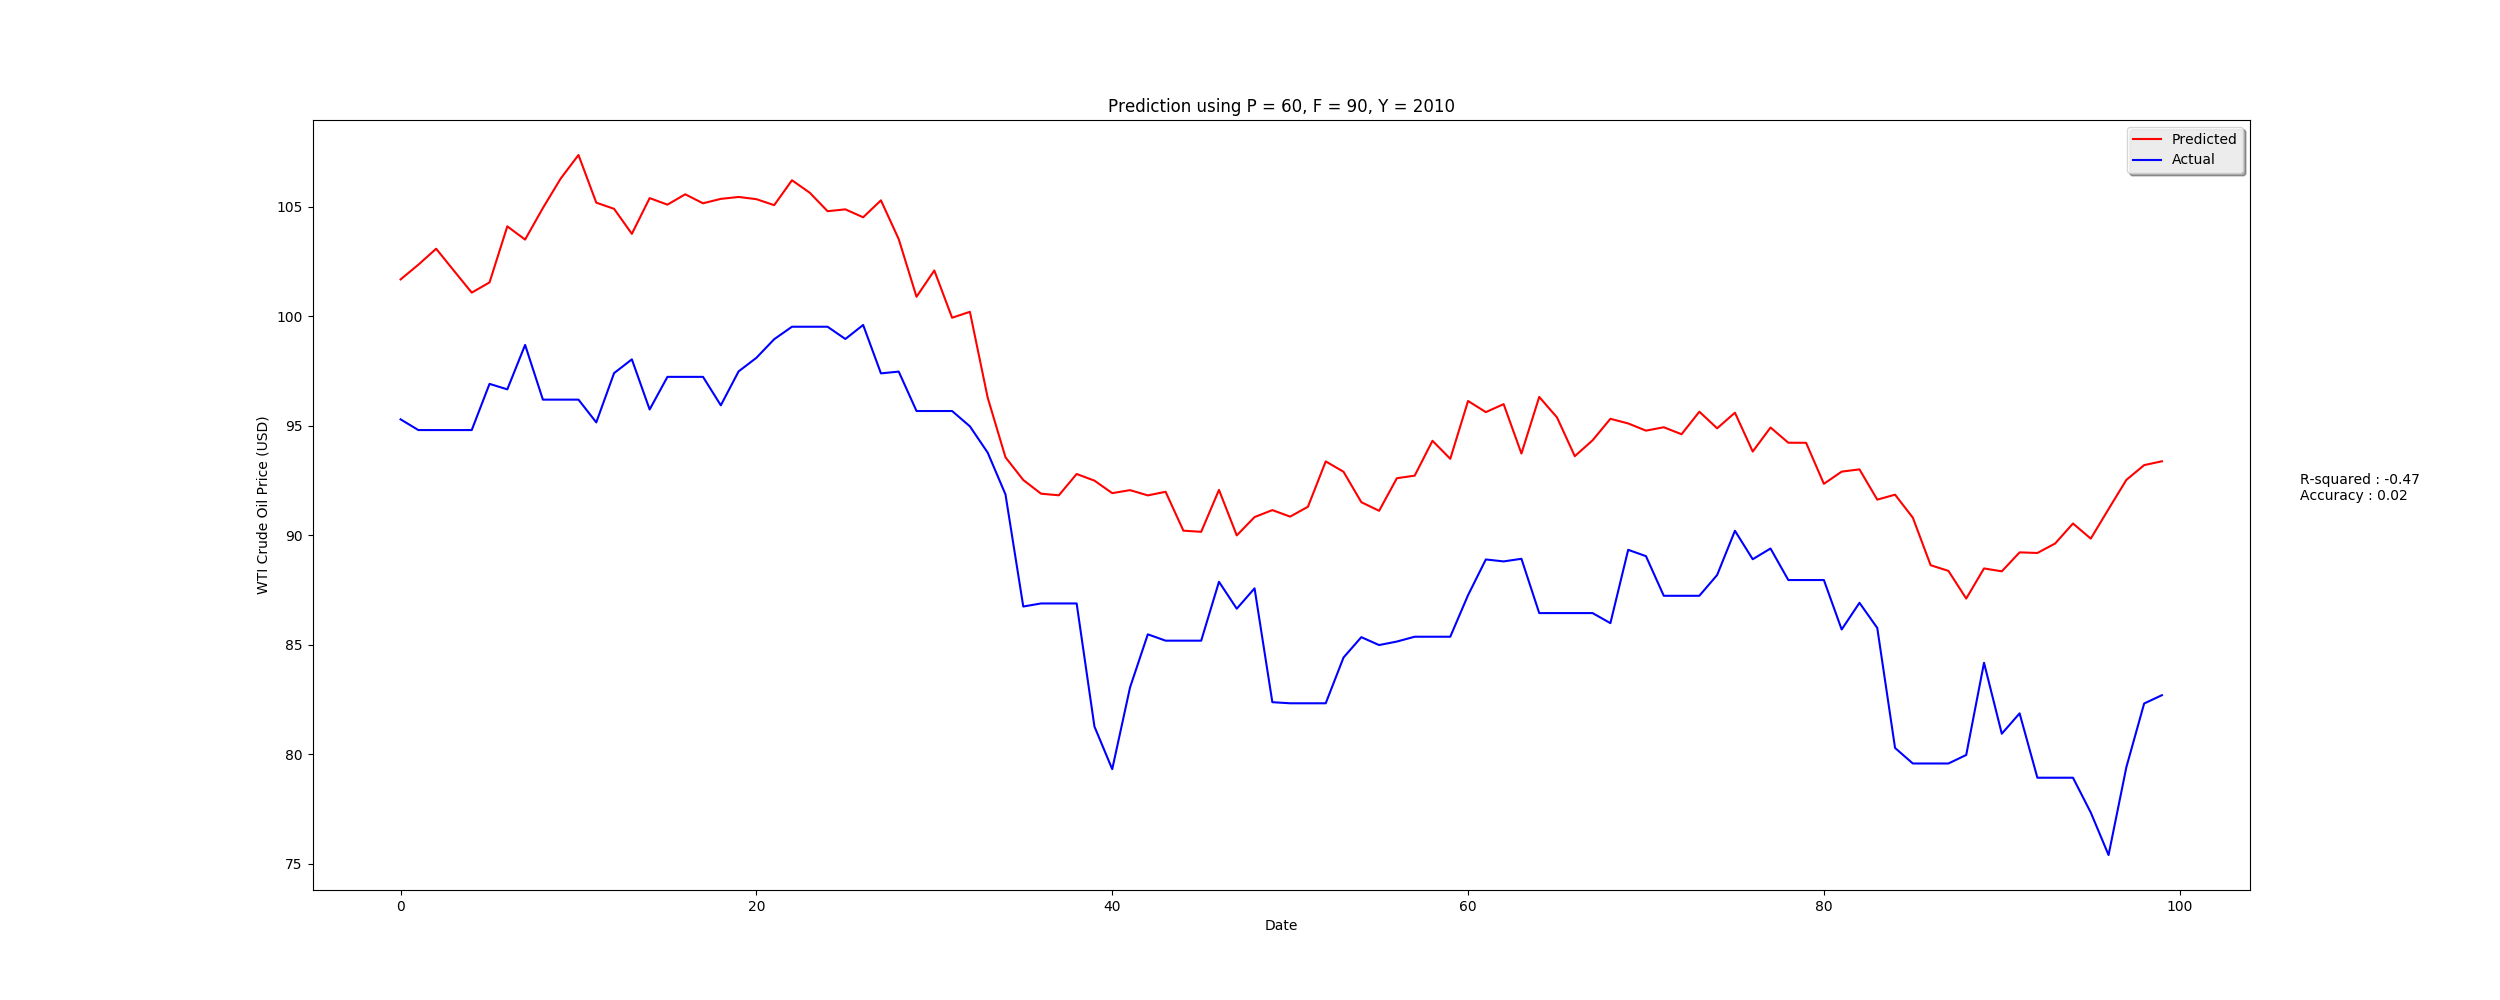 Prediction using P = 60, F = 90, Y = 2010
Predicted
Actual
105
100
95
90
85
80
75
WTI Crude Oil Price (USD)
0
20
40
60
80
100
Date
R-squared : -0.47
Accuracy : 0.02